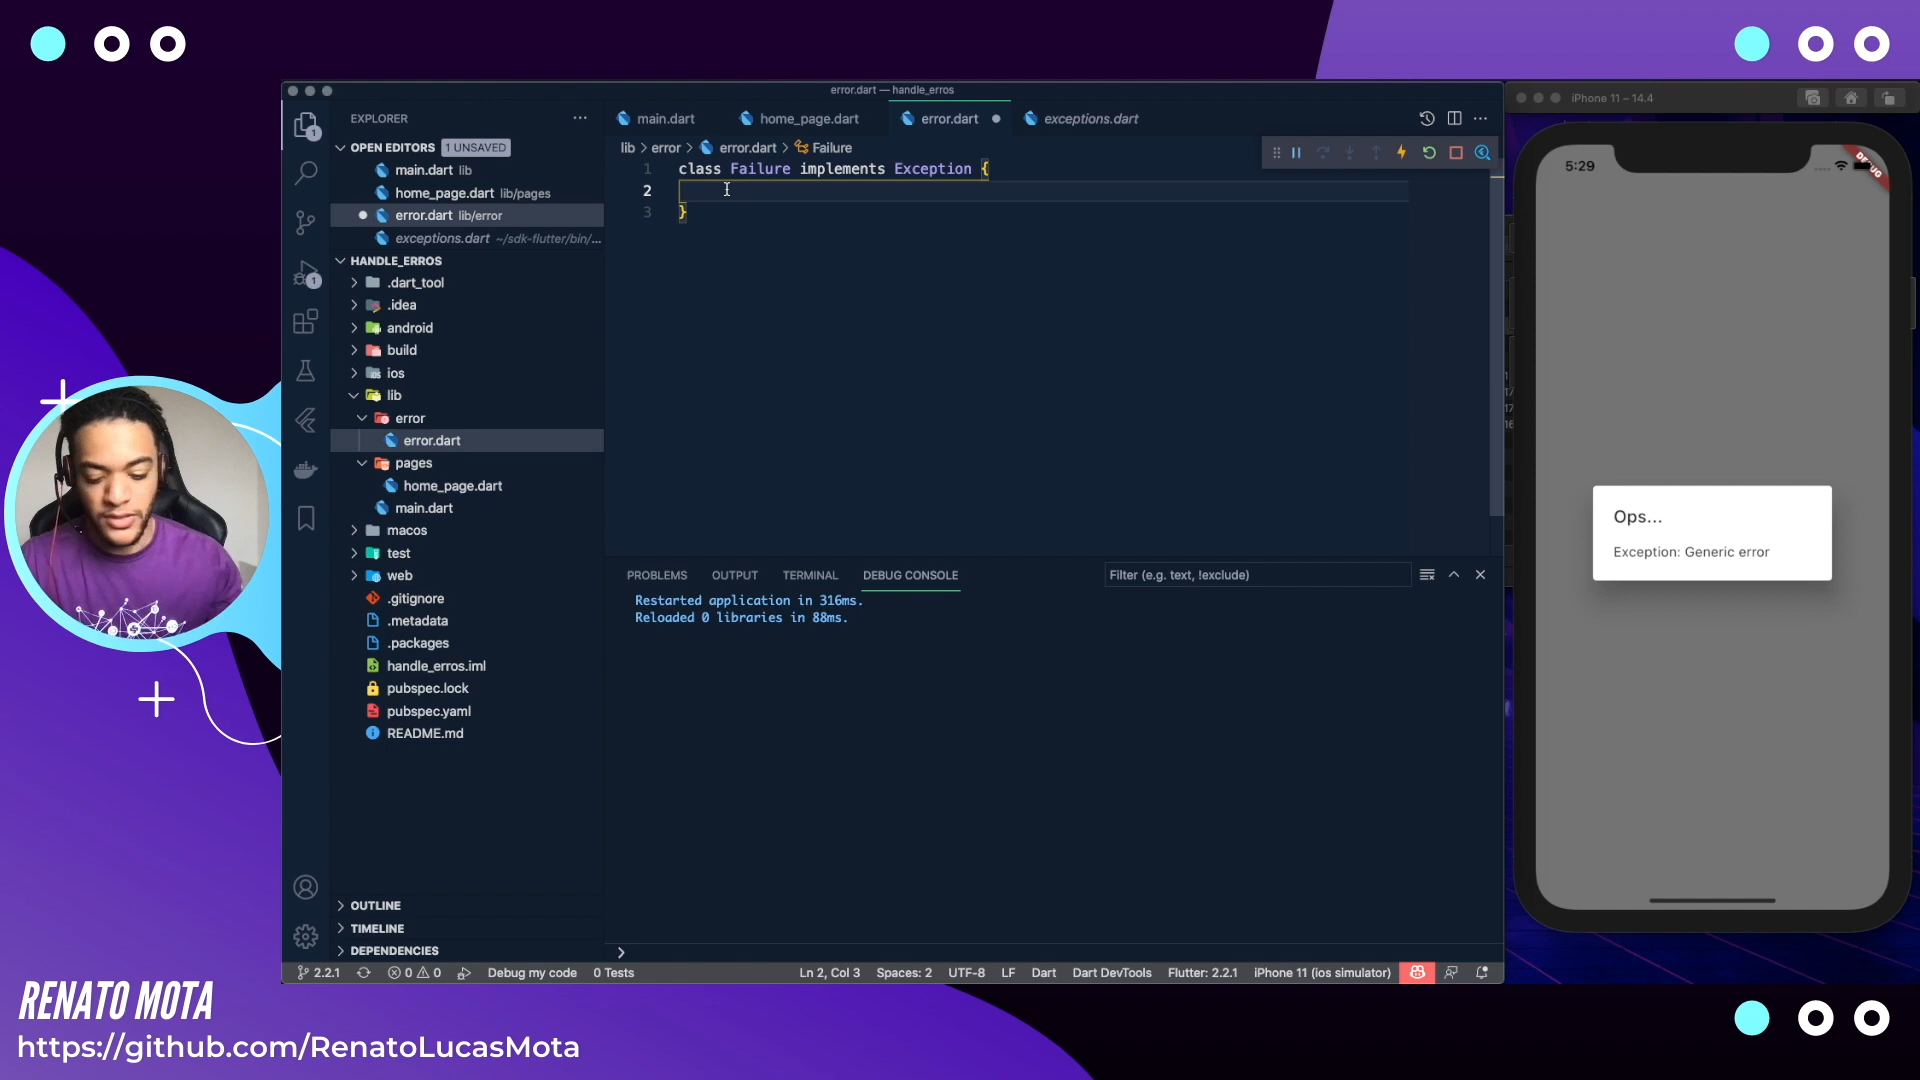 error.dart — handle_erros
iPhone 11 – 14.4
EXPLORER
main.dart
home_page.dart
error.dart
exceptions.dart
OPEN EDITORS 1 UNSAVED
main.dart lib
home_page.dart lib/pages
error.dart lib/error
exceptions.dart ~/sdk-flutter/bin/...
HANDLE_ERROS
.dart_tool
.idea
android
build
ios
lib
error
error.dart
pages
home_page.dart
main.dart
macos
test
web
.gitignore
.metadata
.packages
handle_erros.iml
pubspec.lock
pubspec.yaml
README.md
OUTLINE
TIMELINE
DEPENDENCIES
lib > error > error.dart > Failure
1 class Failure implements Exception {
2
3 }
PROBLEMS OUTPUT TERMINAL DEBUG CONSOLE
Filter (e.g. text, !exclude)
Restarted application in 316ms.
Reloaded 0 libraries in 88ms.
2.2.1 0 0 Debug my code 0 Tests
Ln 2, Col 3 Spaces: 2 UTF-8 LF Dart Dart DevTools Flutter: 2.2.1 iPhone 11 (ios simulator)
5:29
DEBUG
Ops...
Exception: Generic error
RENATO MOTA
https://github.com/RenatoLucasMota